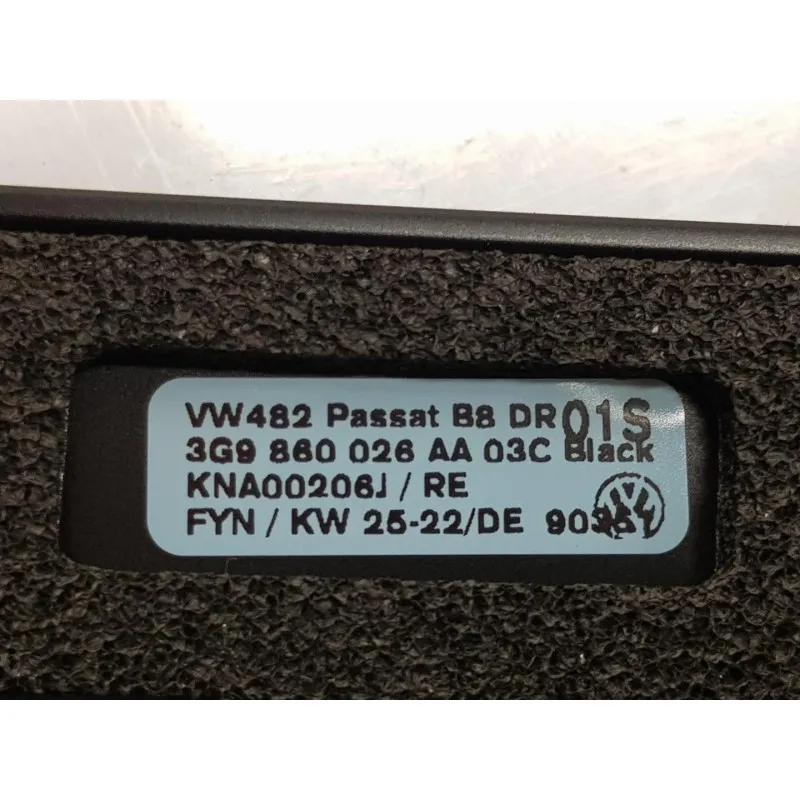 VW482 Passat B8 DR 01S
3G9 860 026 AA 03C Black
KNA00206J / RE
FYN / KW 25-22/DE